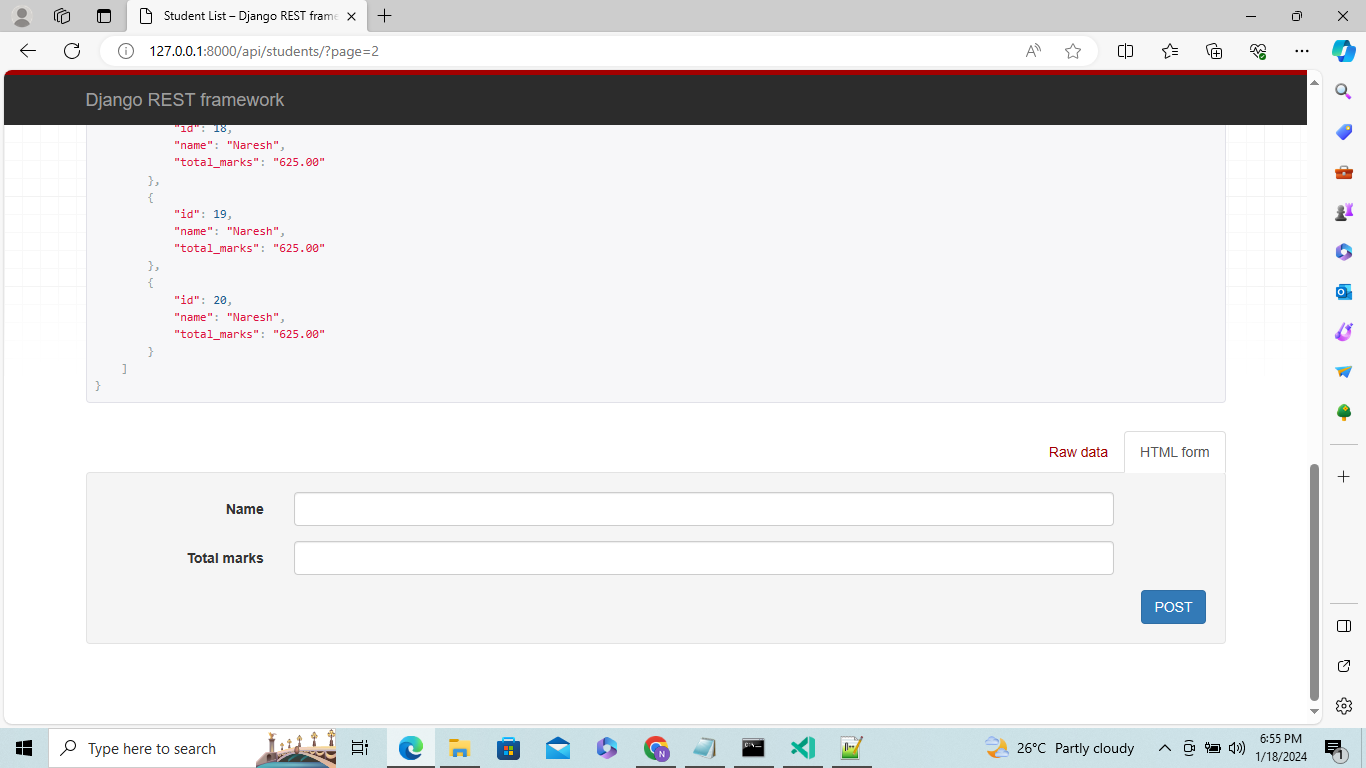 Student List – Django REST frame
127.0.0.1:8000/api/students/?page=2
Django REST framework
"id": 18,
"name": "Naresh",
"total_marks": "625.00"
},
{
"id": 19,
"name": "Naresh",
"total_marks": "625.00"
},
{
"id": 20,
"name": "Naresh",
"total_marks": "625.00"
}
]
}
Raw data
HTML form
Name
Total marks
POST
Type here to search
26°C Partly cloudy
6:55 PM
1/18/2024
1